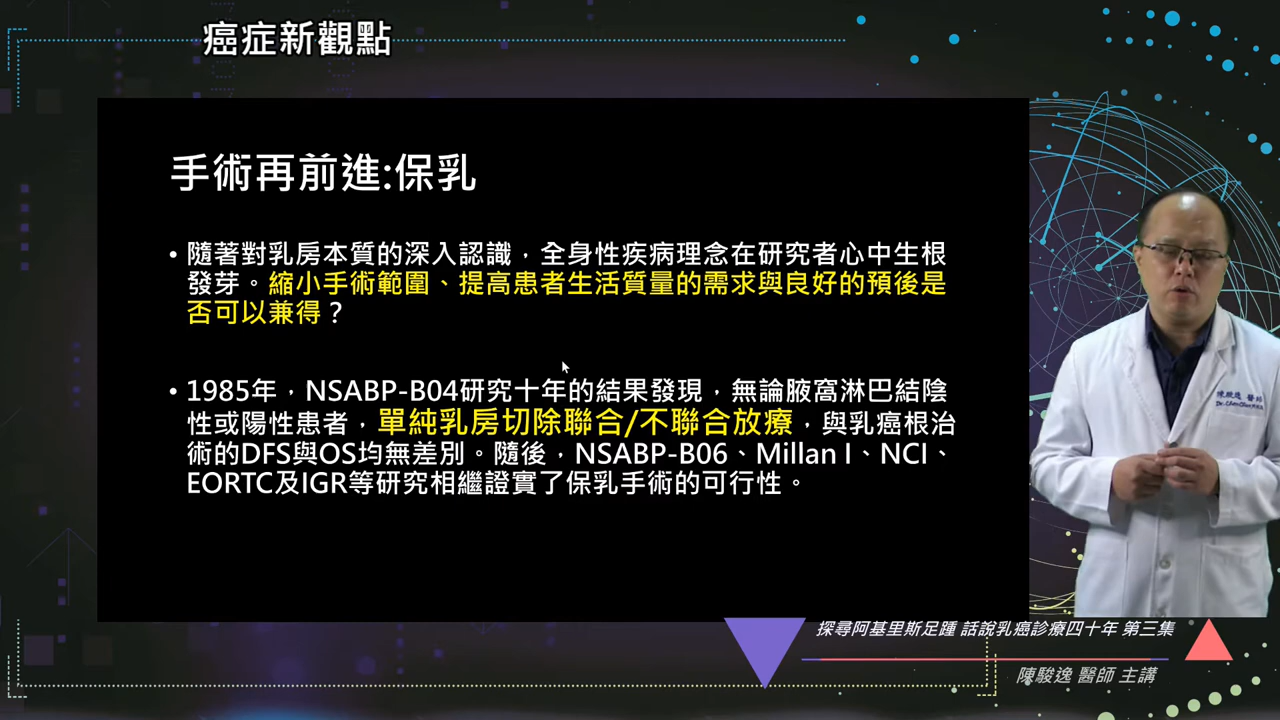 癌症新觀點
手術再前進:保乳
• 隨著對乳房本質的深入認識，全身性疾病理念在研究者心中生根
發芽。縮小手術範圍、提高患者生活質量的需求與良好的預後是
否可以兼得？
• 1985年，NSABP-B04研究十年的結果發現，無論腋窩淋巴結陰
性或陽性患者，單純乳房切除聯合/不聯合放療，與乳癌根治
術的DFS與OS均無差別。隨後，NSABP-B06、Millan I、NCI、
EORTC及IGR等研究相繼證實了保乳手術的可行性。
陳駿逸 醫師
探尋阿基里斯足踵 話說乳癌診療四十年 第三集
陳駿逸 醫師 主講